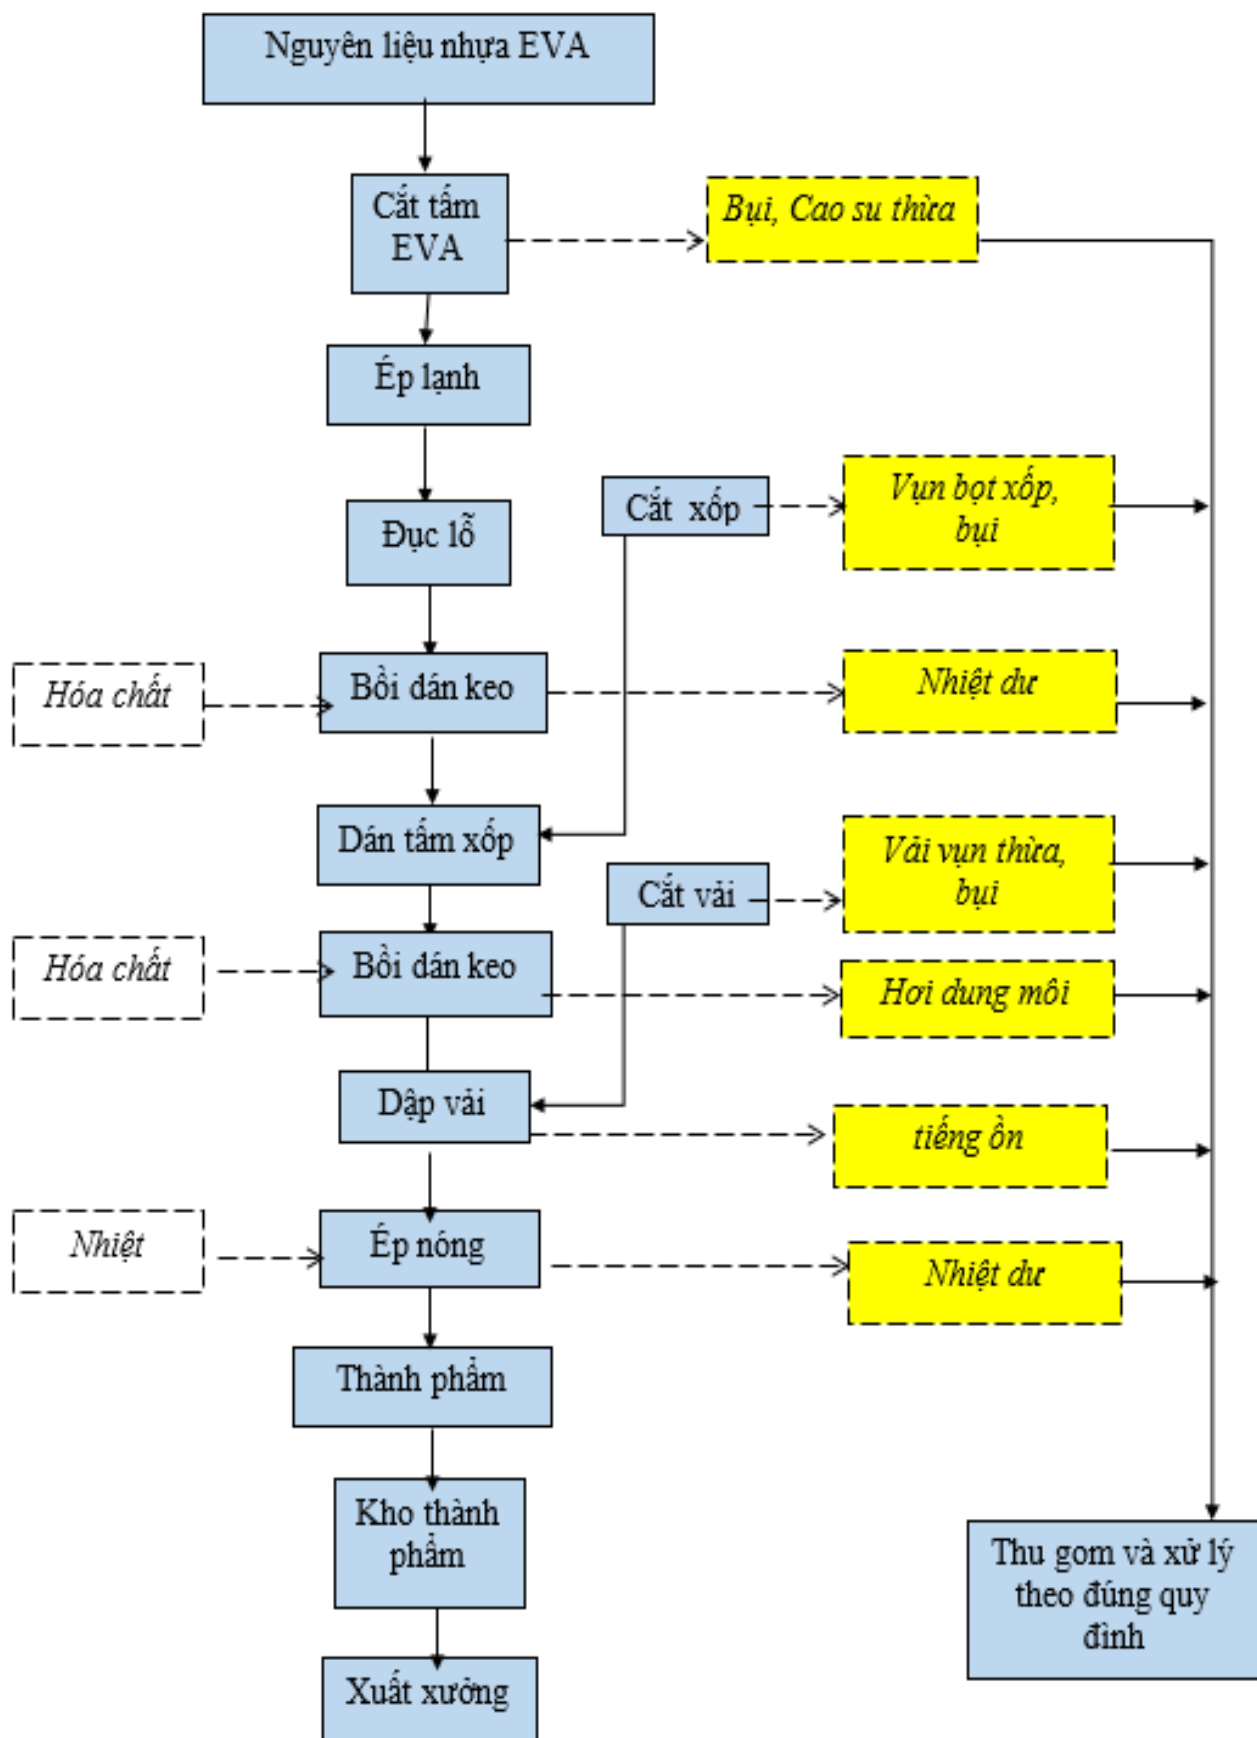 Nguyên liệu nhựa EVA
Cắt tấm
EVA
Bụi, Cao su thừa
Ép lạnh
Cắt xốp
Vụn bọt xốp,
bụi
Đục lỗ
Hóa chất
Bồi dán keo
Nhiệt dư
Dán tấm xốp
Vải vụn thừa,
bụi
Cắt vải
Hóa chất
Bồi dán keo
Hơi dung môi
Dập vải
tiếng ồn
Nhiệt
Ép nóng
Nhiệt dư
Thành phẩm
Kho thành
phẩm
Thu gom và xử lý
theo đúng quy
đình
Xuất xưởng